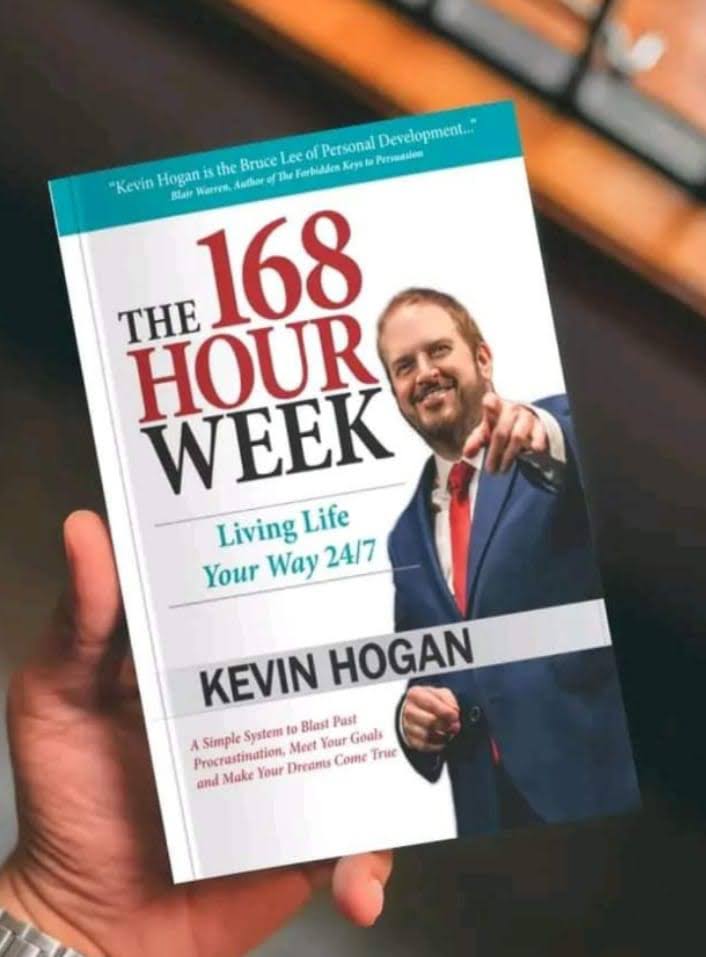 "Kevin Hogan is the Bruce Lee of Personal Development..."
Blair Warren, Author of The Forbidden Keys to Persuasion
THE 168
HOUR
WEEK
Living Life
Your Way 24/7
KEVIN HOGAN
A Simple System to Blast Past
Procrastination, Meet Your Goals
and Make Your Dreams Come True